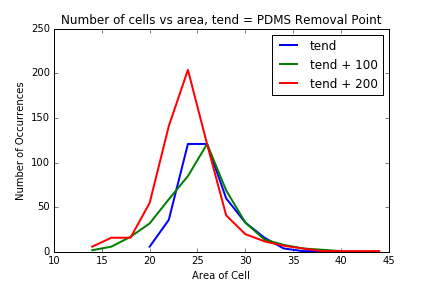 Number of cells vs area, tend = PDMS Removal Point
250
200
150
100
50
0
Number of Occurrences
tend
tend + 100
tend + 200
10 15 20 25 30 35 40 45
Area of Cell